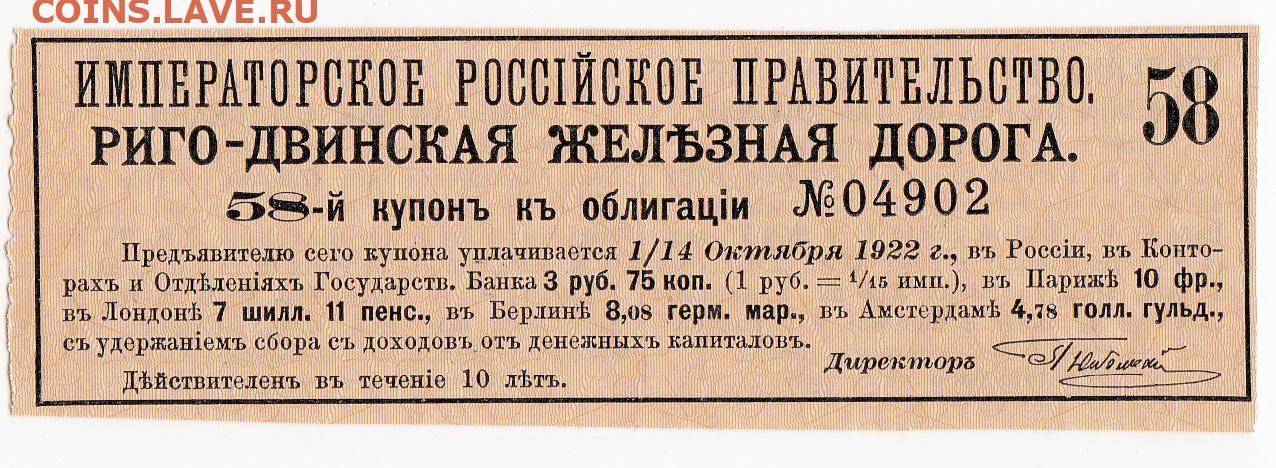 COINS.LAVE.RU
ИМПЕРАТОРСКОЕ РОССІЙСКОЕ ПРАВИТЕЛЬСТВО.
58
РИГО-ДВИНСКАЯ ЖЕЛѢЗНАЯ ДОРОГА.
58-й купонъ къ облигаціи №04902
Предъявителю сего купона уплачивается 1/14 Октября 1922 г., въ Россіи, въ Конто-
рахъ и Отдѣленіяхъ Государств. Банка 3 руб. 75 коп. (1 руб. = 1/15 имп.), въ Парижѣ 10 фр.,
въ Лондонѣ 7 шилл. 11 пенс., въ Берлинѣ 8,08 герм. мар., въ Амстердамѣ 4,78 голл. гульд.,
съ удержаніемъ сбора съ доходовъ отъ денежныхъ капиталовъ.
Директоръ
Дѣйствителенъ въ теченіе 10 лѣтъ.